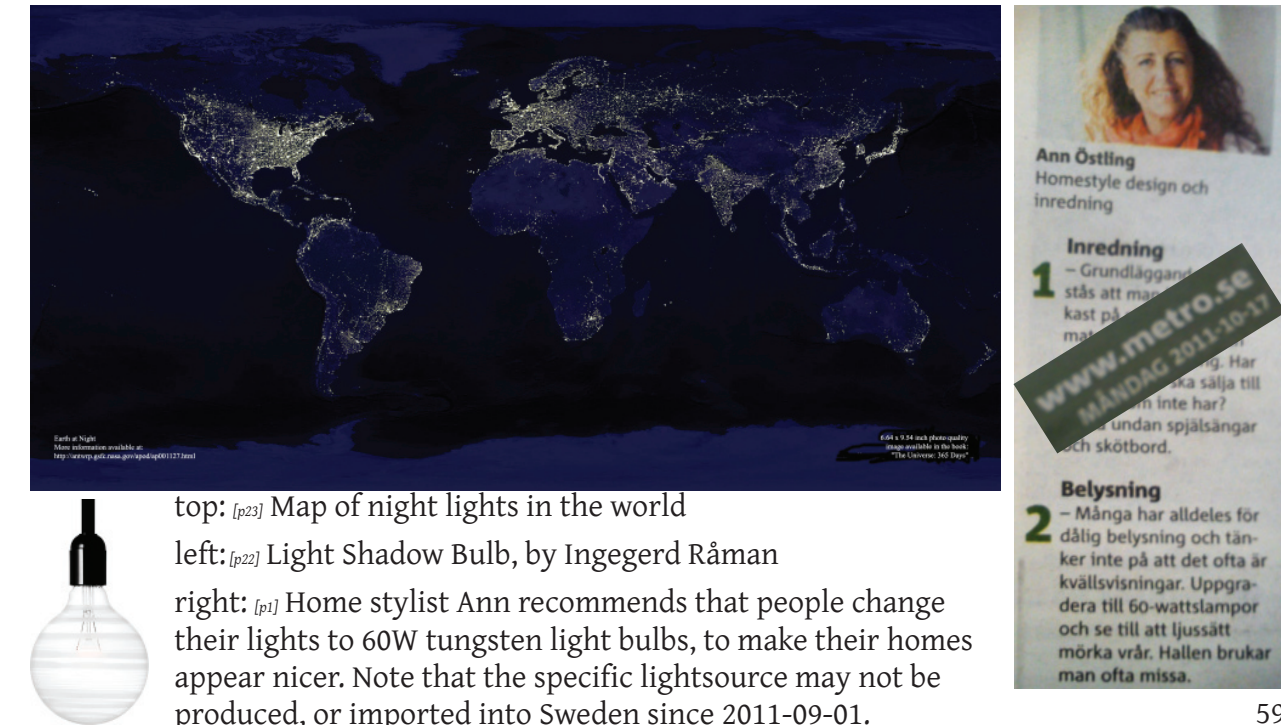 Earth at Night
More information available at:
http://antwrp.gsfc.nasa.gov/apod/ap001127.html
6.64 x 9.54 inch photo-quality
image available in the book:
"The Universe: 365 Days"
top: [p23] Map of night lights in the world
left: [p22] Light Shadow Bulb, by Ingegerd Råman
right: [p1] Home stylist Ann recommends that people change
their lights to 60W tungsten light bulbs, to make their homes
appear nicer. Note that the specific lightsource may not be
produced, or imported into Sweden since 2011-09-01.
Ann Östling
Homestyle design och
inredning
Inredning
1
– Grundläggand
stås att man
kast på
mat
ng. Har
ska sälja till
inte har?
undan spjälsängar
och skötbord.
www.metro.se
MÅNDAG 2011-10-17
Belysning
2
– Många har alldeles för
dålig belysning och tän-
ker inte på att det ofta är
kvällsvisningar. Uppgra-
dera till 60-wattslampor
och se till att ljussätt
mörka vrår. Hallen brukar
man ofta missa.
59